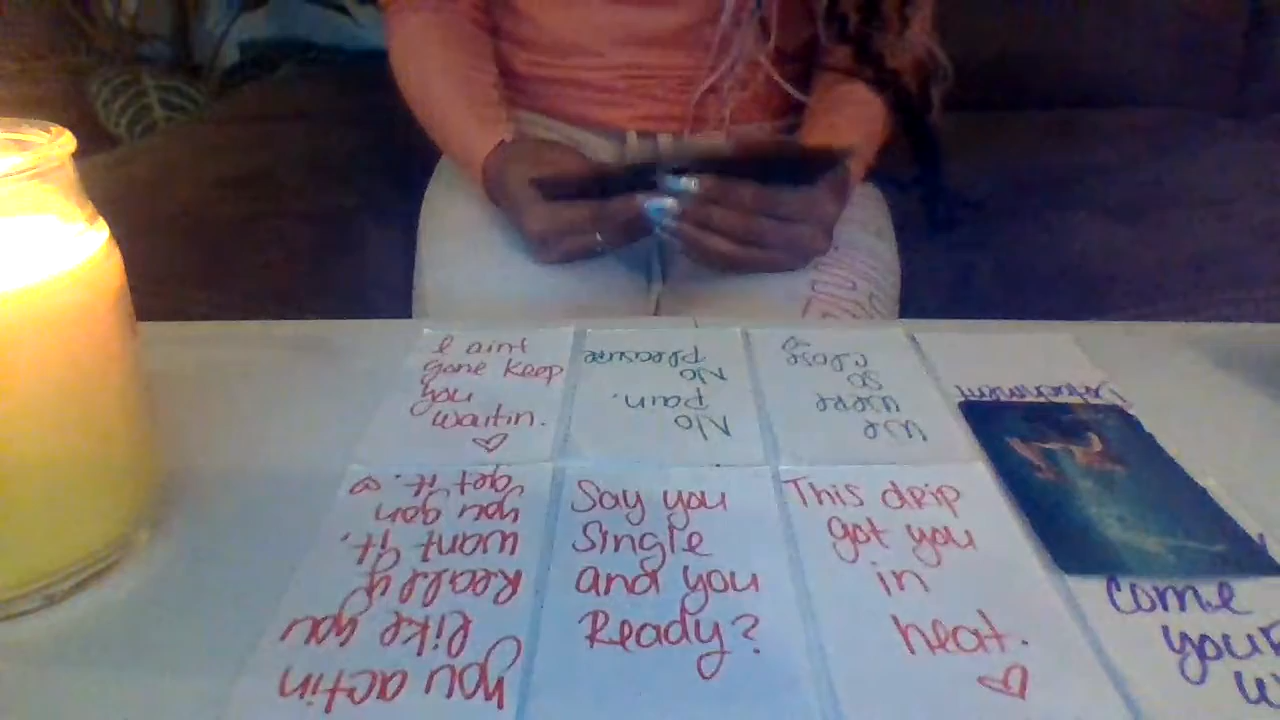 I aint
gone keep
you
waitin.
No
pain.
No
pleasure
We
were
so
close
You actin
like you
Really
want it,
you gon
get it.
Say you
Single
and you
Ready?
This drip
got you
in
heat.
come
your